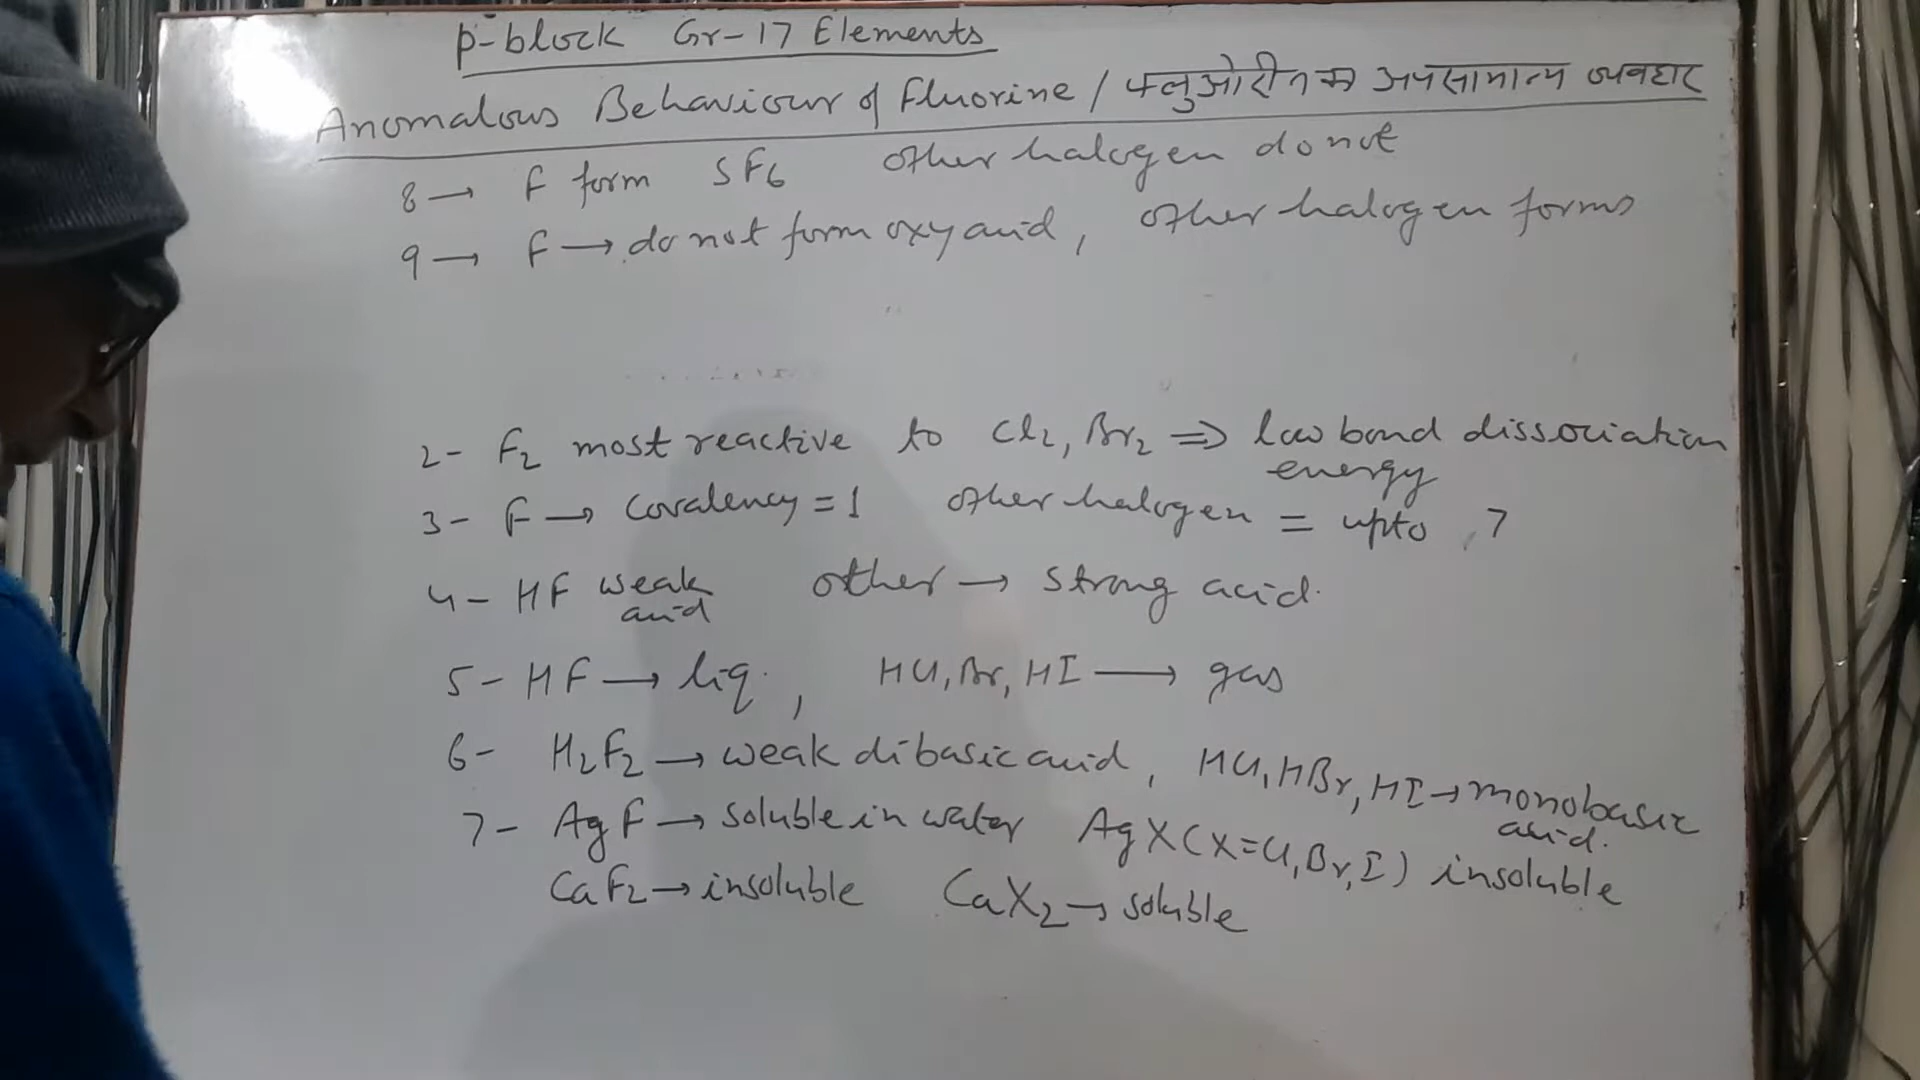 p-block Gr-17 Elements
Anomalous Behaviour of Fluorine / फ्लुओरीन का अपसामान्य व्यवहार
8 → F form SF6 other halogen do not
9 → F → do not form oxyacid, other halogen forms
2- F2 most reactive to Cl2, Br2 ⇒ low bond dissociation
energy
3- F → Covalency = 1 other halogen = upto 7
4- HF weak other → strong acid.
acid
5- HF → liq. , HCl, Br, HI → gas
6- H2F2 → weak dibasic acid, HCl, HBr, HI → monobasic
acid.
7- AgF → soluble in water AgX (X=Cl, Br, I) insoluble
CaF2 → insoluble CaX2 → soluble